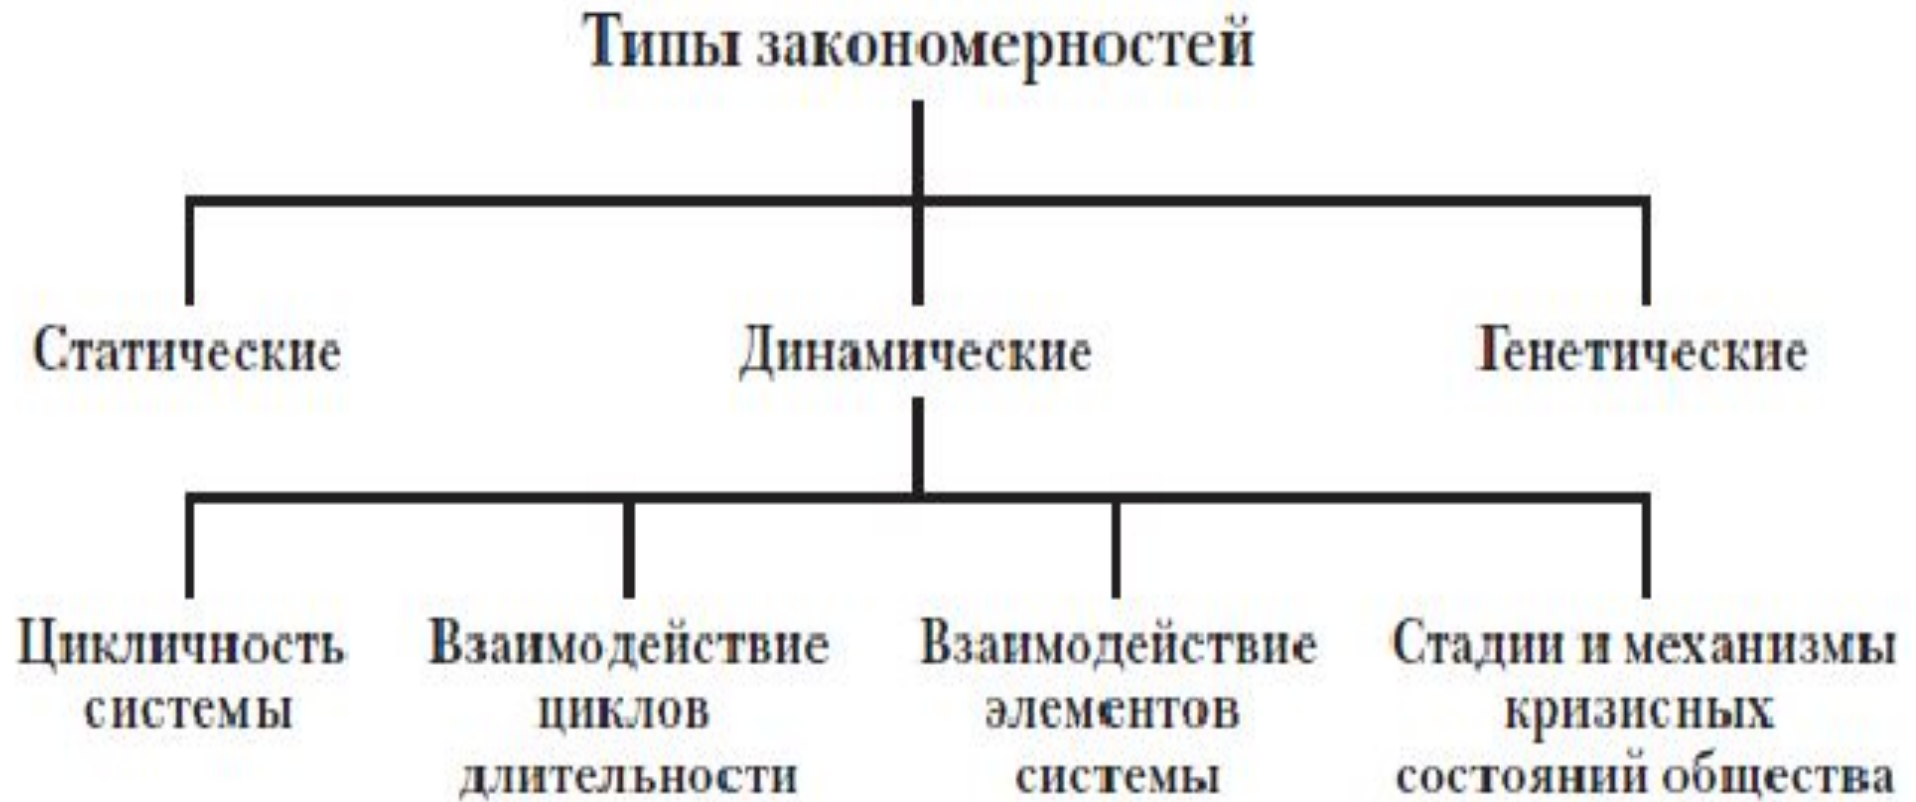 Типы закономерностей
Статические
Динамические
Генетические
Цикличность
системы
Взаимодействие
циклов
длительности
Взаимодействие
элементов
системы
Стадии и механизмы
кризисных
состояний общества